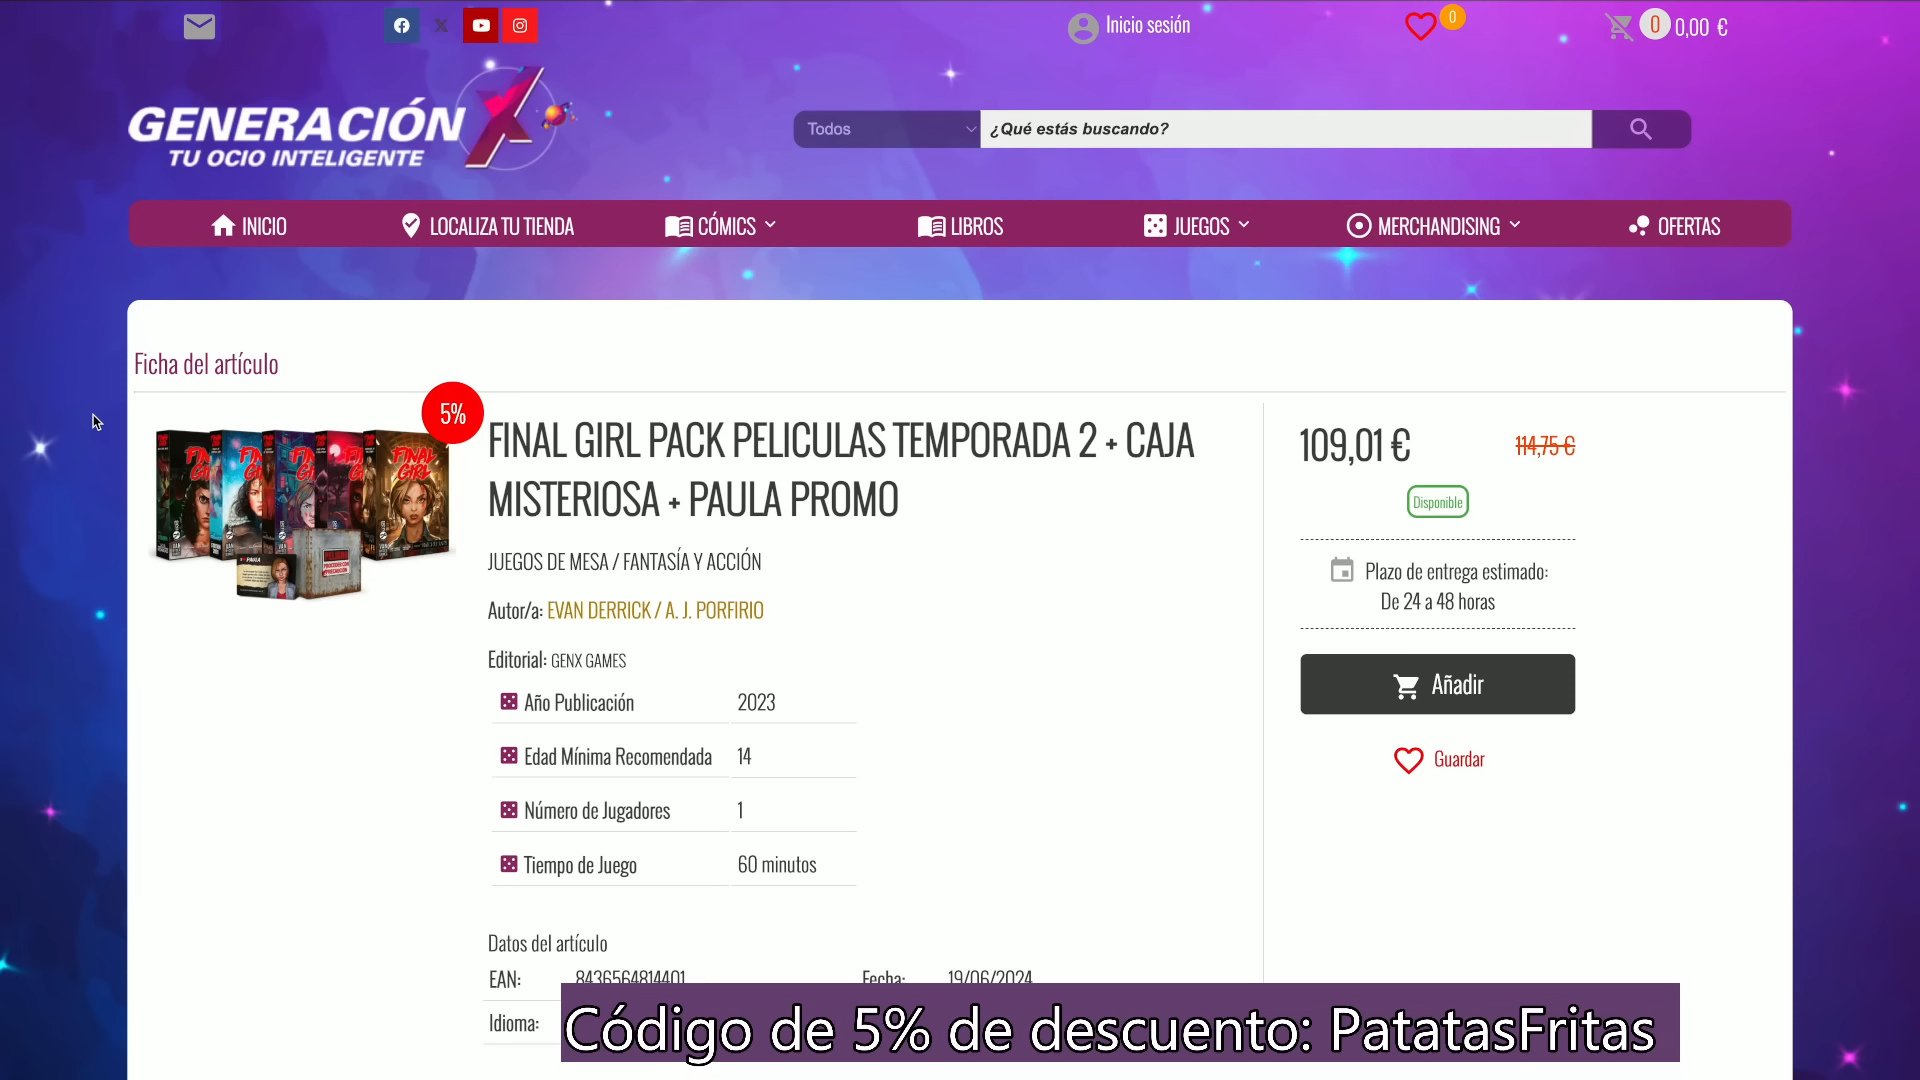 Inicio sesión
0
0
0,00 €
GENERACIÓN X
TU OCIO INTELIGENTE
Todos
¿Qué estás buscando?
INICIO
LOCALIZA TU TIENDA
CÓMICS
LIBROS
JUEGOS
MERCHANDISING
OFERTAS
Ficha del artículo
5%
FINAL GIRL
FINAL GIRL PACK PELICULAS TEMPORADA 2 + CAJA
MISTERIOSA + PAULA PROMO
JUEGOS DE MESA / FANTASÍA Y ACCIÓN
Autor/a: EVAN DERRICK / A. J. PORFIRIO
Editorial: GENX GAMES
Año Publicación 2023
Edad Mínima Recomendada 14
Número de Jugadores 1
Tiempo de Juego 60 minutos
Datos del artículo
EAN: 8436564814401 Fecha: 19/06/2024
Idioma:
109,01 €
114,75 €
Disponible
Plazo de entrega estimado:
De 24 a 48 horas
Añadir
Guardar
Código de 5% de descuento: PatatasFritas